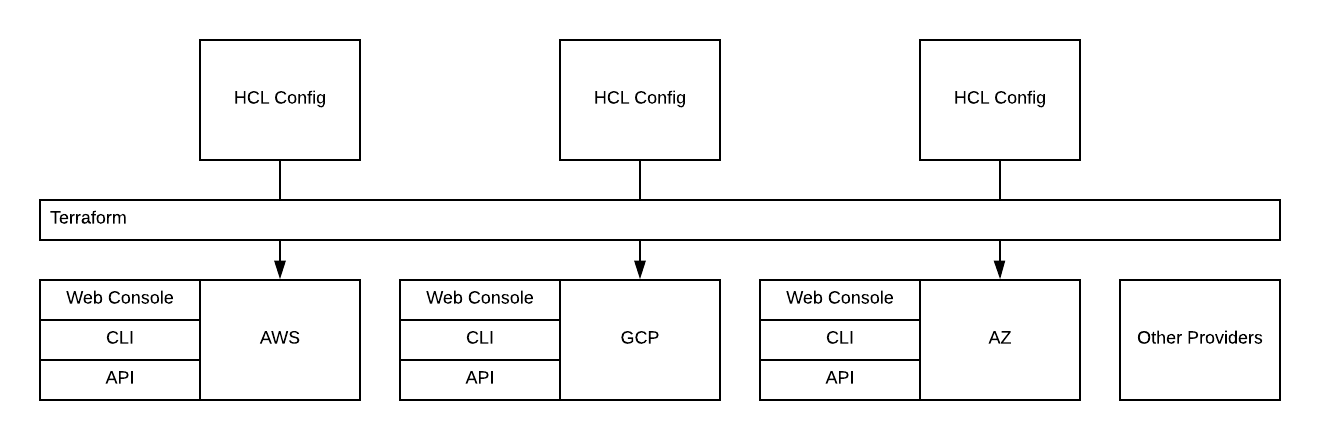 HCL Config
HCL Config
HCL Config
Terraform
Web Console
CLI
API
AWS
Web Console
CLI
API
GCP
Web Console
CLI
API
AZ
Other Providers